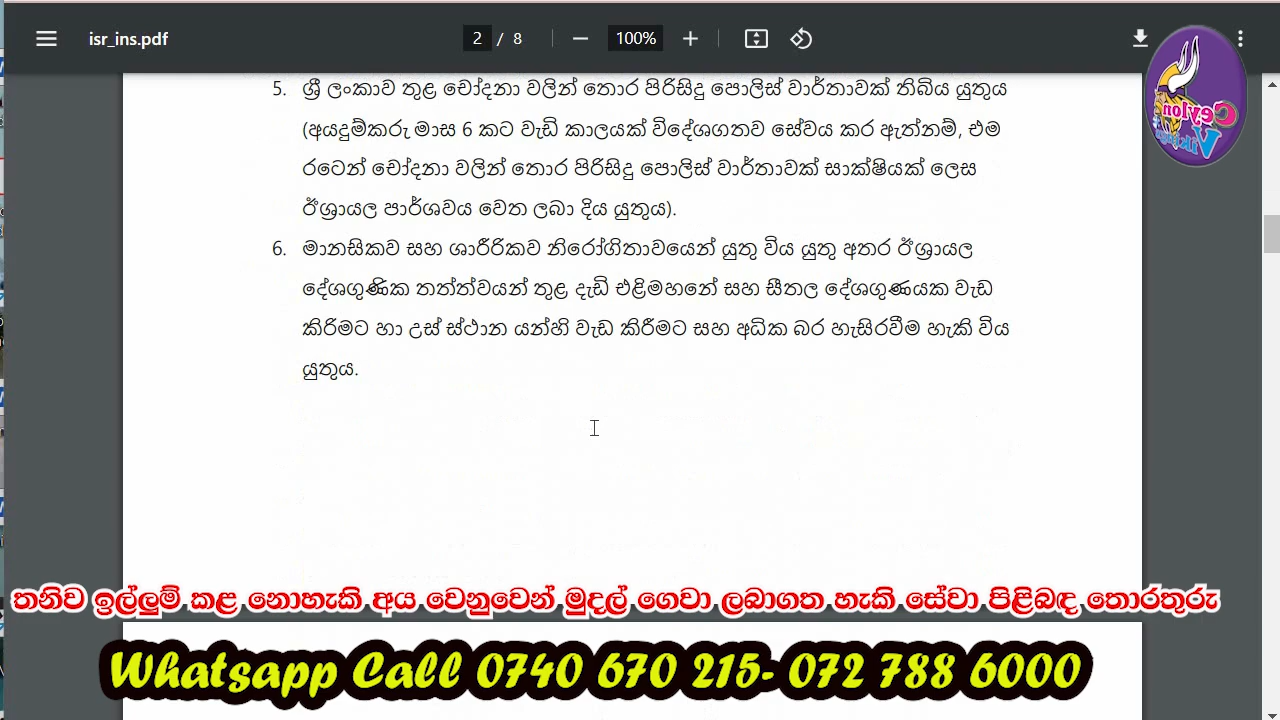 isr_ins.pdf
2 / 8
100%
5. ශ්‍රී ලංකාව තුළ චෝදනා වලින් තොර පිරිසිදු පොලිස් වාර්තාවක් තිබිය යුතුය
(අයදුම්කරු මාස 6 කට වැඩි කාලයක් විදේශගතව සේවය කර ඇත්නම්, එම
රටෙන් චෝදනා වලින් තොර පිරිසිදු පොලිස් වාර්තාවක් සාක්ෂියක් ලෙස
ඊශ්‍රායල පාර්ශවය වෙත ලබා දිය යුතුය).
6. මානසිකව සහ ශාරීරිකව නිරෝගිතාවයෙන් යුතු විය යුතු අතර ඊශ්‍රායල
දේශගුණික තත්ත්වයන් තුළ දැඩි එළිමහනේ සහ සීතල දේශගුණයක වැඩ
කිරිමට හා උස් ස්ථාන යන්හි වැඩ කිරීමට සහ අධික බර හැසිරවීම හැකි විය
යුතුය.
Ceylon
Vikings
තනිව ඉල්ලුම් කළ නොහැකි අය වෙනුවෙන් මුදල් ගෙවා ලබාගත හැකි සේවා පිළිබඳ තොරතුරු
Whatsapp Call 0740 670 215- 072 788 6000